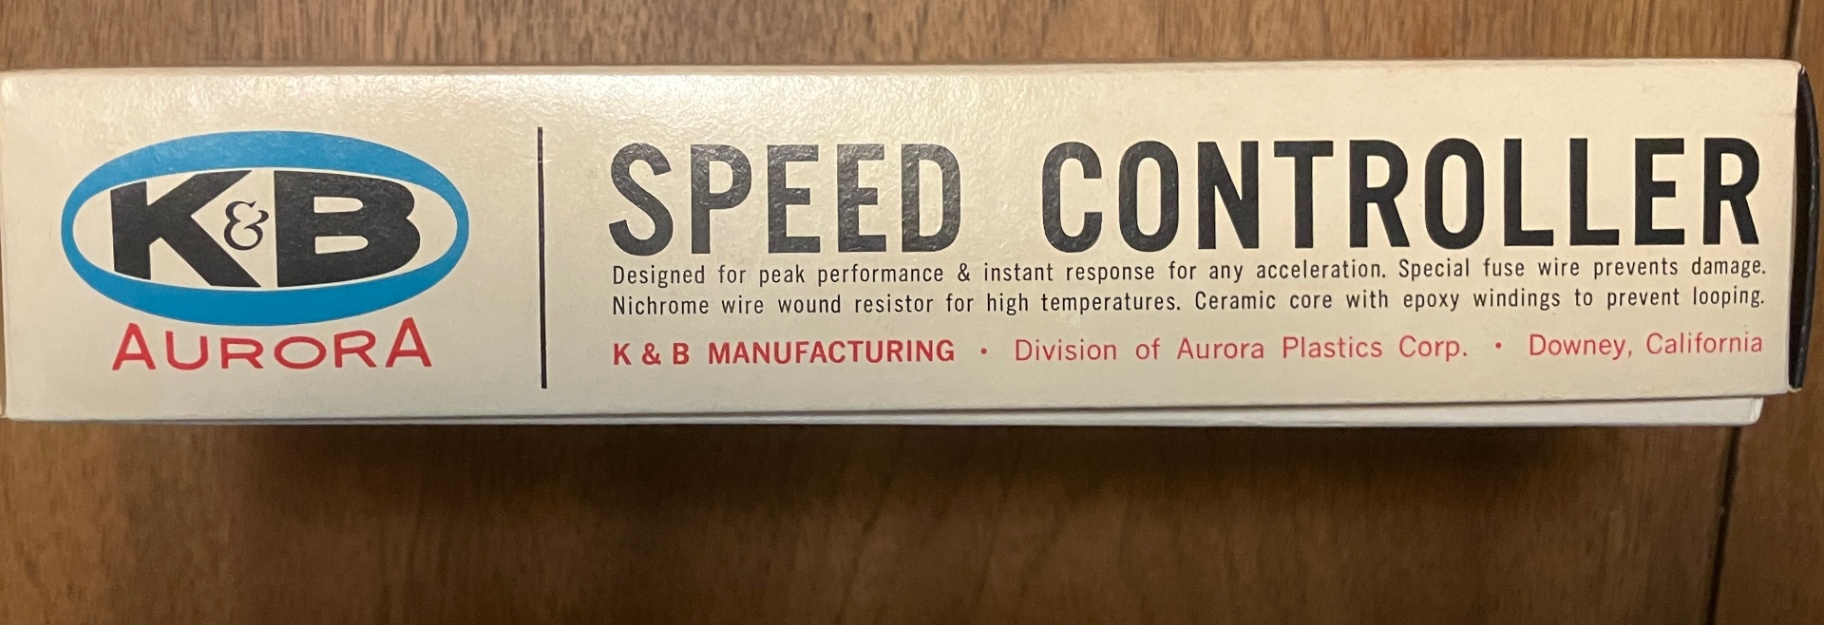 K & B
AURORA
SPEED CONTROLLER
Designed for peak performance & instant response for any acceleration. Special fuse wire prevents damage.
Nichrome wire wound resistor for high temperatures. Ceramic core with epoxy windings to prevent looping.
K & B MANUFACTURING • Division of Aurora Plastics Corp. • Downey, California